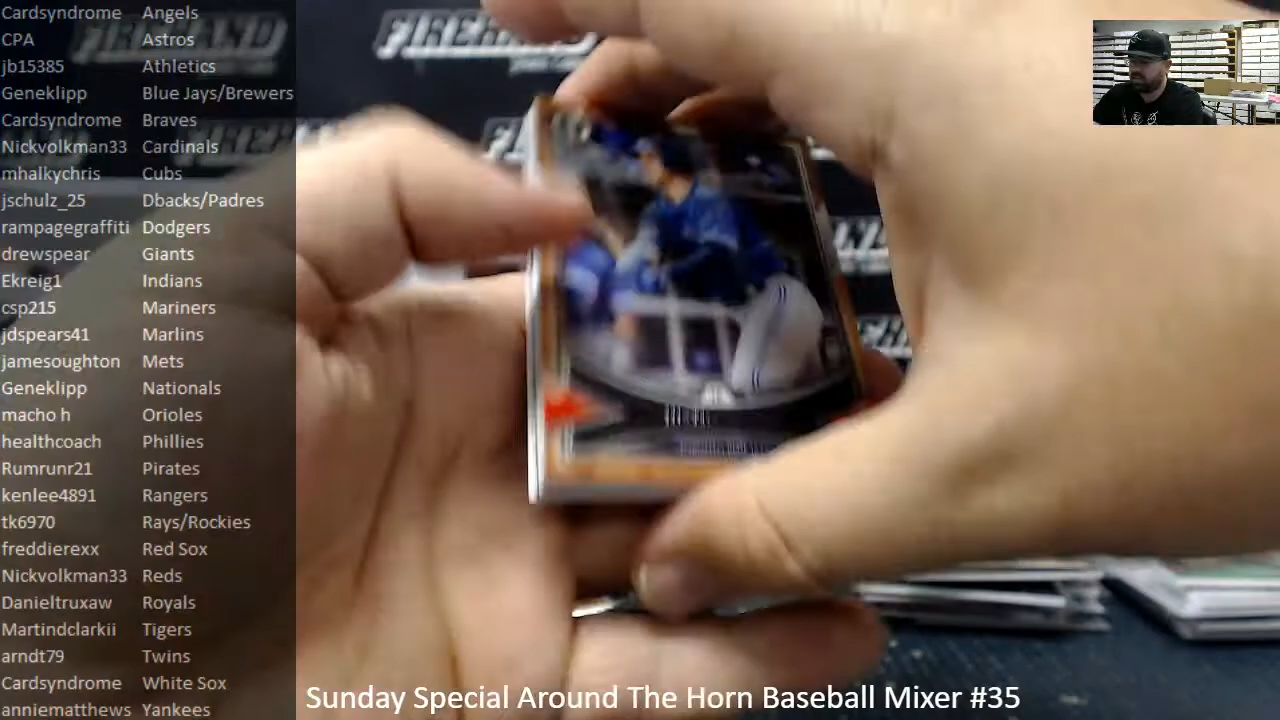 Cardsyndrome Angels
CPA Astros
jb15385 Athletics
Geneklipp Blue Jays/Brewers
Cardsyndrome Braves
Nickvolkman33 Cardinals
mhalkychris Cubs
jschulz_25 Dbacks/Padres
rampagegraffiti Dodgers
drewspear Giants
Ekreig1 Indians
csp215 Mariners
jdspears41 Marlins
jamesoughton Mets
Geneklipp Nationals
macho h Orioles
healthcoach Phillies
Rumrunr21 Pirates
kenlee4891 Rangers
tk6970 Rays/Rockies
freddierexx Red Sox
Nickvolkman33 Reds
Danieltruxaw Royals
Martindclarkii Tigers
arndt79 Twins
Cardsyndrome White Sox
anniematthews Yankees
FIREHAND
Sunday Special Around The Horn Baseball Mixer #35